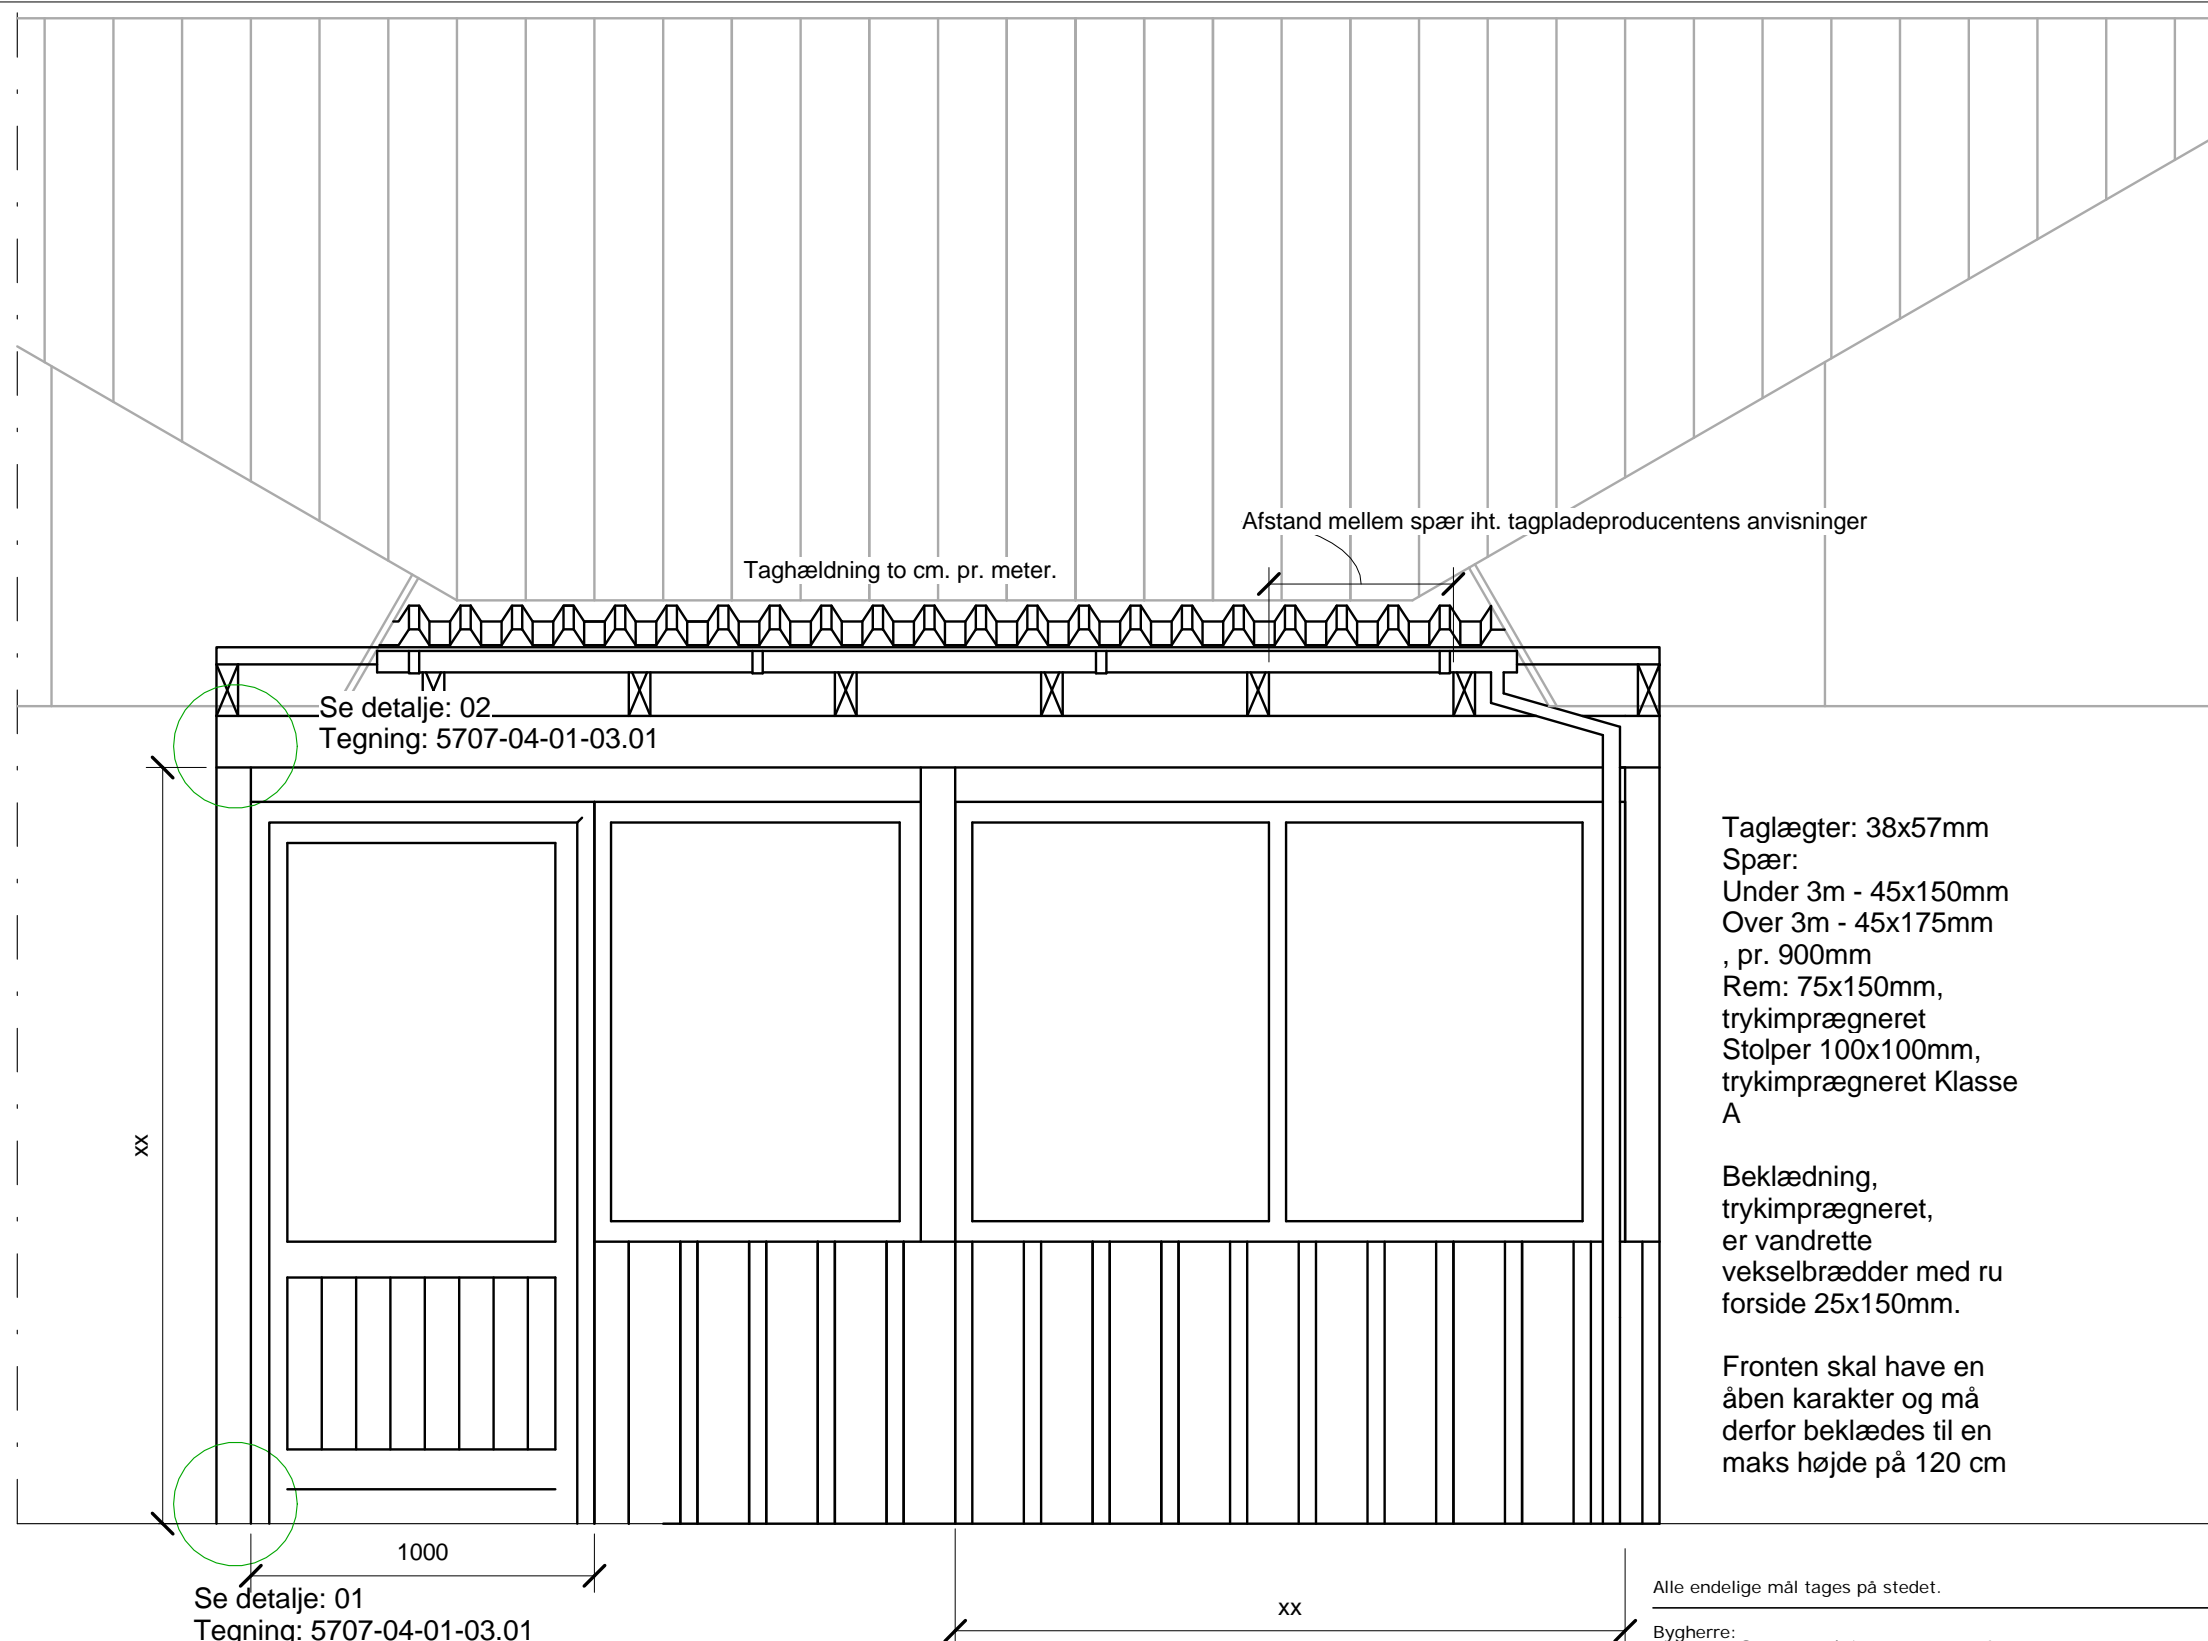 Afstand mellem spær iht. tagpladeproducentens anvisninger
Taghældning to cm. pr. meter.
Se detalje: 02
Tegning: 5707-04-01-03.01
xx
Taglægter: 38x57mm
Spær:
Under 3m - 45x150mm
Over 3m - 45x175mm
, pr. 900mm
Rem: 75x150mm,
trykimprægneret
Stolper 100x100mm,
trykimprægneret Klasse
A
Beklædning,
trykimprægneret,
er vandrette
vekselbrædder med ru
forside 25x150mm.
Fronten skal have en
åben karakter og må
derfor beklædes til en
maks højde på 120 cm
1000
Se detalje: 01
Tegning: 5707-04-01-03.01
xx
Alle endelige mål tages på stedet.
Bygherre: